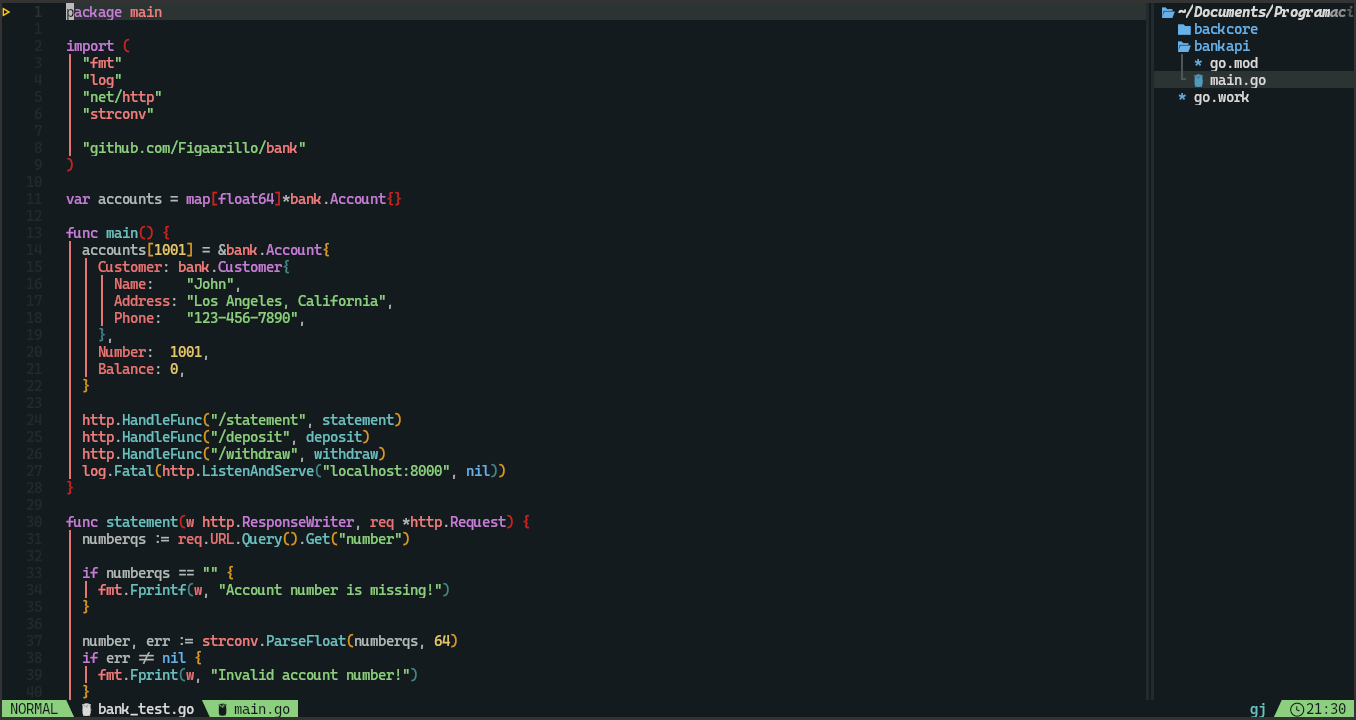 1 package main
1
2 import (
3 "fmt"
4 "log"
5 "net/http"
6 "strconv"
7
8 "github.com/Figaarillo/bank"
9 )
10
11 var accounts = map[float64]*bank.Account{}
12
13 func main() {
14 accounts[1001] = &bank.Account{
15 Customer: bank.Customer{
16 Name:    "John",
17 Address: "Los Angeles, California",
18 Phone:   "123-456-7890",
19 },
20 Number:  1001,
21 Balance: 0,
22 }
23
24 http.HandleFunc("/statement", statement)
25 http.HandleFunc("/deposit", deposit)
26 http.HandleFunc("/withdraw", withdraw)
27 log.Fatal(http.ListenAndServe("localhost:8000", nil))
28 }
29
30 func statement(w http.ResponseWriter, req *http.Request) {
31 numberqs := req.URL.Query().Get("number")
32
33 if numberqs == "" {
34 fmt.Fprintf(w, "Account number is missing!")
35 }
36
37 number, err := strconv.ParseFloat(numberqs, 64)
38 if err != nil {
39 fmt.Fprint(w, "Invalid account number!")
40 }
~/Documents/Programaci
backcore
bankapi
* go.mod
main.go
* go.work
NORMAL bank_test.go main.go gj 21:30